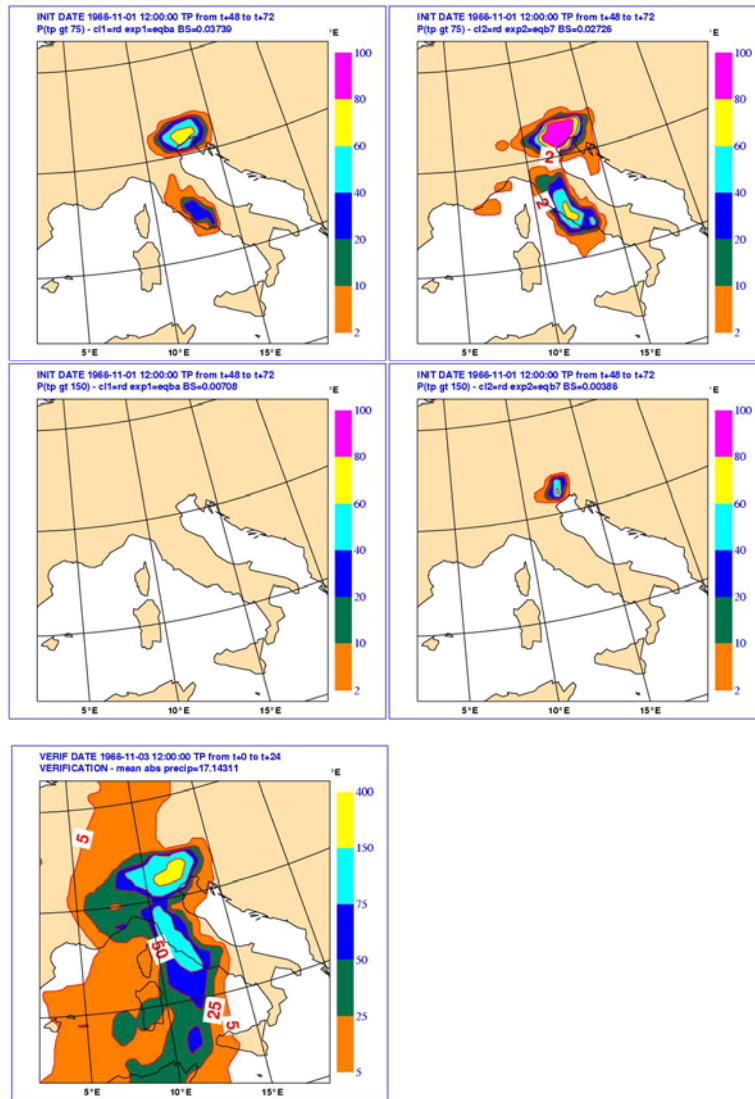 INIT DATE 1966-11-01 12:00:00 TP from t+48 to t+72
P(tp gt 75) - cl1=rd exp1=eqba BS=0.03739
°E
100
80
60
40
20
10
2
5°E 10°E 15°E
INIT DATE 1966-11-01 12:00:00 TP from t+48 to t+72
P(tp gt 75) - cl2=rd exp2=eqb7 BS=0.02726
°E
100
80
60
40
20
10
2
2
2
5°E 10°E 15°E
INIT DATE 1966-11-01 12:00:00 TP from t+48 to t+72
P(tp gt 150) - cl1=rd exp1=eqba BS=0.00708
°E
100
80
60
40
20
10
2
5°E 10°E 15°E
INIT DATE 1966-11-01 12:00:00 TP from t+48 to t+72
P(tp gt 150) - cl2=rd exp2=eqb7 BS=0.00386
°E
100
80
60
40
20
10
2
5°E 10°E 15°E
VERIF DATE 1966-11-03 12:00:00 TP from t+0 to t+24
VERIFICATION - mean abs precip=17.14311
°E
400
150
75
50
25
5
5
50
25
5
5°E 10°E 15°E